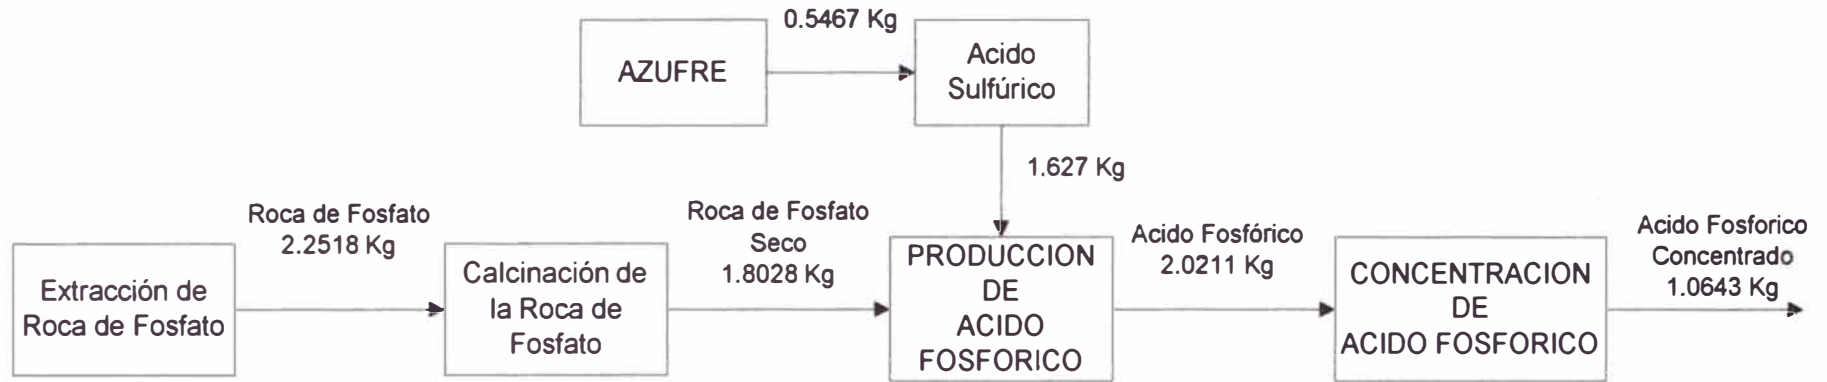 0.5467 Kg
AZUFRE
Acido
Sulfúrico
1.627 Kg
Roca de Fosfato
2.2518 Kg
Roca de Fosfato
Seco
1.8028 Kg
Acido Fosfórico
2.0211 Kg
Acido Fosforico
Concentrado
1.0643 Kg
Extracción de
Roca de Fosfato
Calcinación de
la Roca de
Fosfato
PRODUCCION
DE
ACIDO
FOSFORICO
CONCENTRACION
DE
ACIDO FOSFORICO